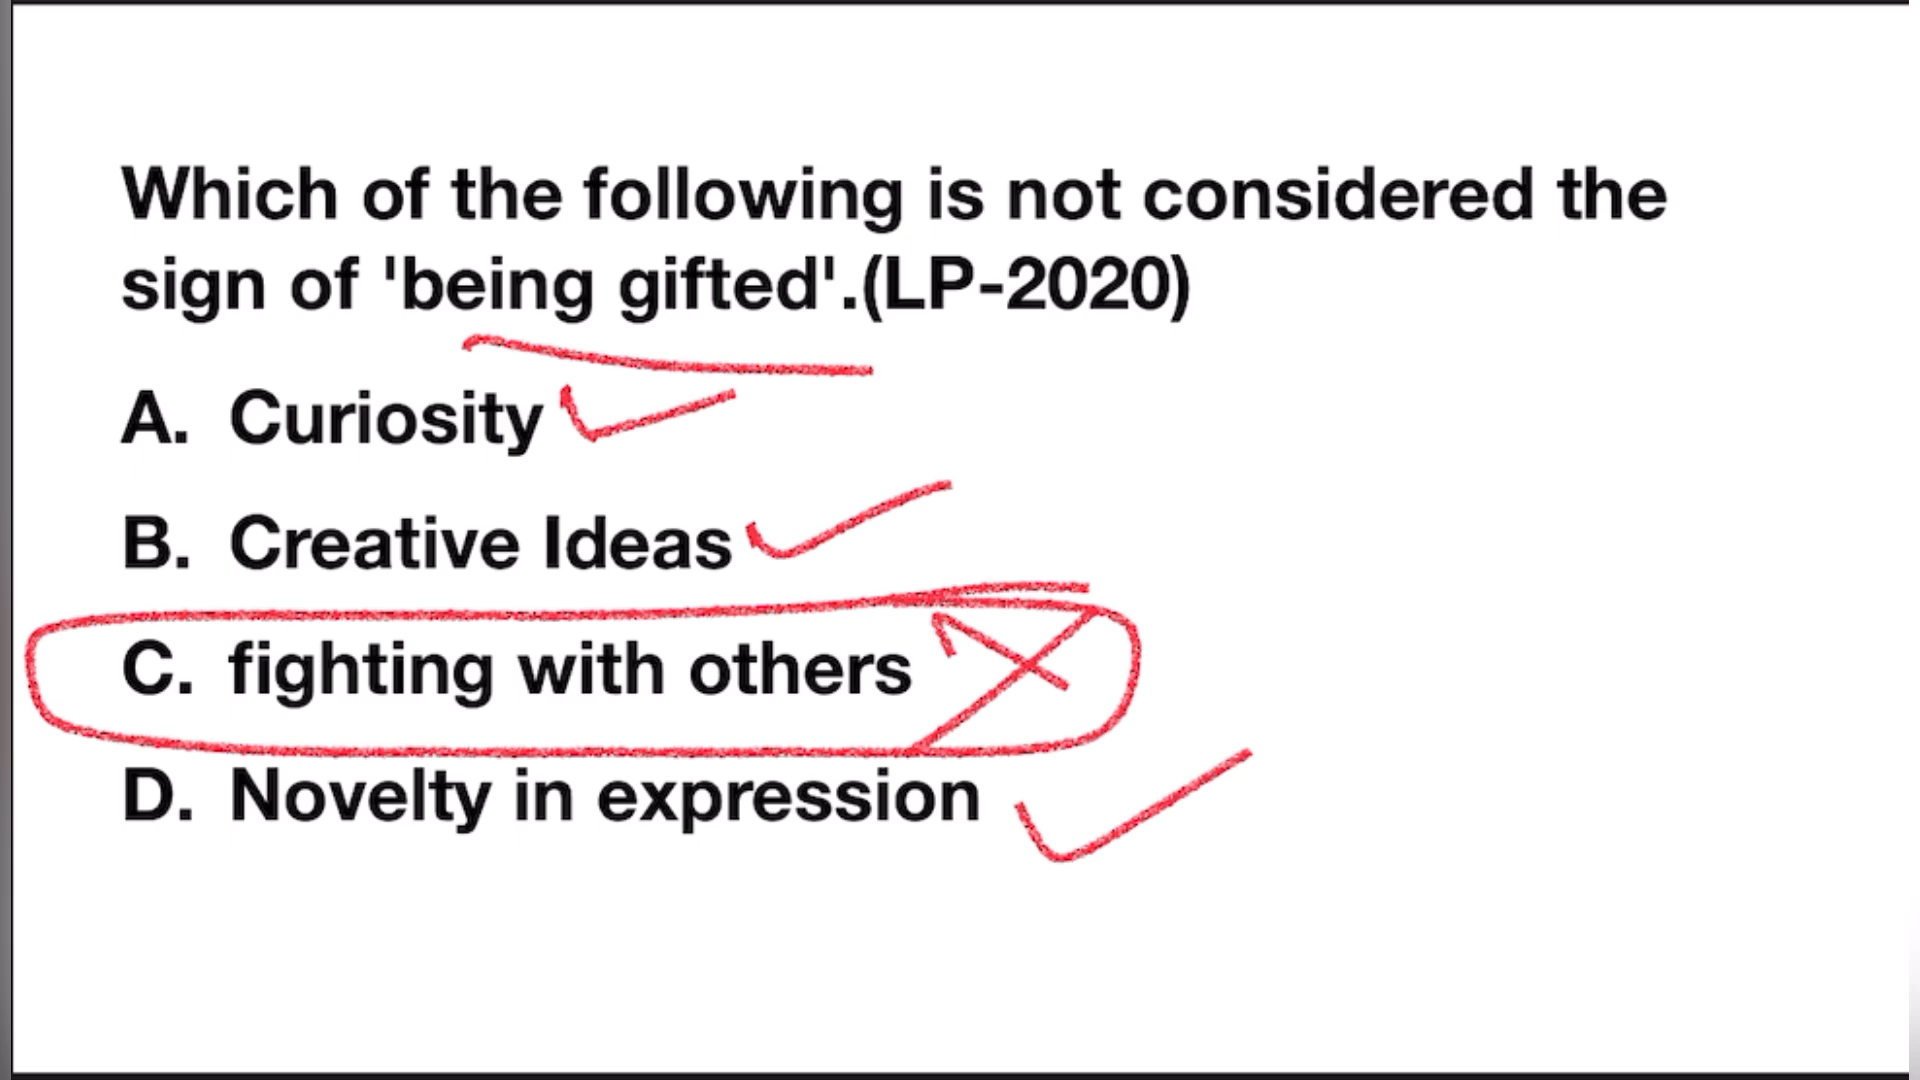 Which of the following is not considered the
sign of 'being gifted'.(LP-2020)
A. Curiosity
B. Creative Ideas
C. fighting with others
D. Novelty in expression